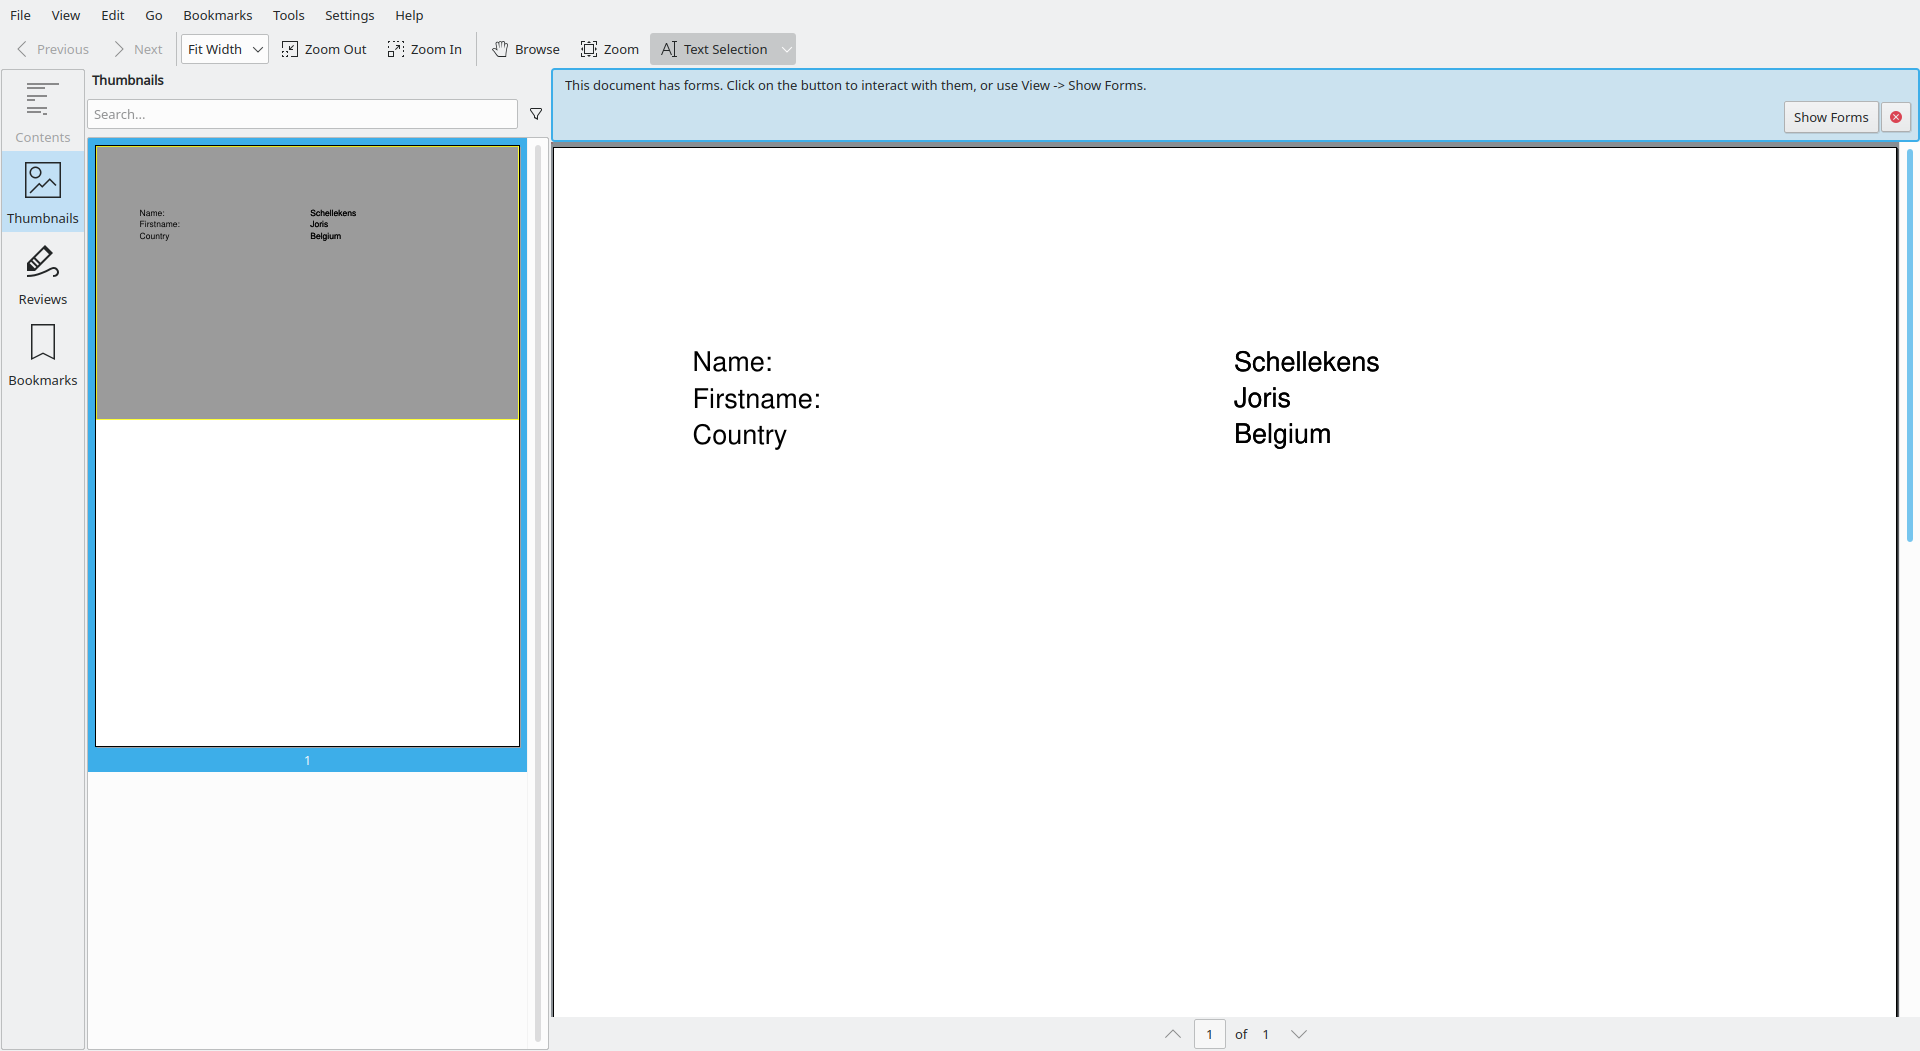 File View Edit Go Bookmarks Tools Settings Help
Previous Next Fit Width Zoom Out Zoom In Browse Zoom Text Selection
Contents
Thumbnails
Reviews
Bookmarks
Thumbnails
Search...
Name: Schellekens
Firstname: Joris
Country Belgium
1
This document has forms. Click on the button to interact with them, or use View -> Show Forms.
Show Forms
Name: Schellekens
Firstname: Joris
Country Belgium
1 of 1